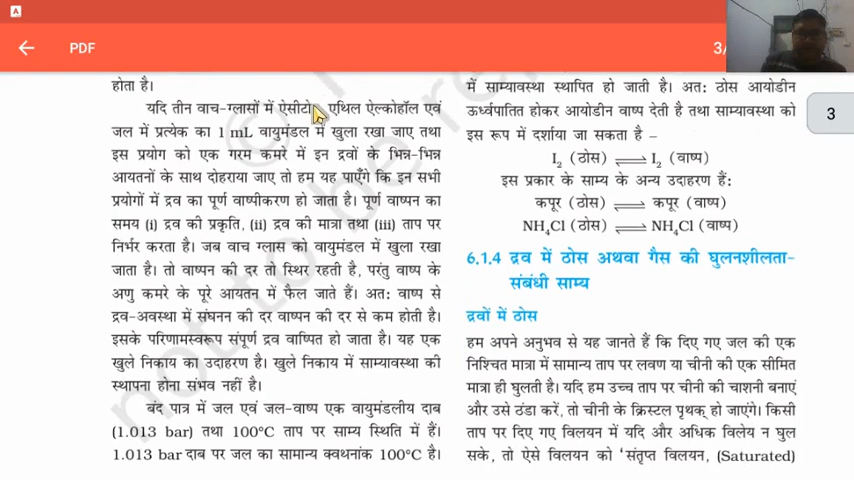 A
PDF
3/
3
होता है।
यदि तीन वाच-ग्लासों में ऐसीटो एथिल ऐल्कोहॉल एवं
जल में प्रत्येक का 1 mL वायुमंडल में खुला रखा जाए तथा
इस प्रयोग को एक गरम कमरे में इन द्रवों के भिन्न-भिन्न
आयतनों के साथ दोहराया जाए तो हम यह पाएँगे कि इन सभी
प्रयोगों में द्रव का पूर्ण वाष्पीकरण हो जाता है। पूर्ण वाष्पन का
समय (i) द्रव की प्रकृति, (ii) द्रव की मात्रा तथा (iii) ताप पर
निर्भर करता है। जब वाच ग्लास को वायुमंडल में खुला रखा
जाता है। तो वाष्पन की दर तो स्थिर रहती है, परंतु वाष्प के
अणु कमरे के पूरे आयतन में फैल जाते हैं। अत: वाष्प से
द्रव-अवस्था में संघनन की दर वाष्पन की दर से कम होती है।
इसके परिणामस्वरूप संपूर्ण द्रव वाष्पित हो जाता है। यह एक
खुले निकाय का उदाहरण है। खुले निकाय में साम्यावस्था की
स्थापना होना संभव नहीं है।
बंद पात्र में जल एवं जल-वाष्प एक वायुमंडलीय दाब
(1.013 bar) तथा 100°C ताप पर साम्य स्थिति में हैं।
1.013 bar दाब पर जल का सामान्य क्वथनांक 100°C है।
में साम्यावस्था स्थापित हो जाती है। अत: ठोस आयोडीन
ऊर्ध्वपातित होकर आयोडीन वाष्प देती है तथा साम्यावस्था को
इस रूप में दर्शाया जा सकता है –
I₂ (ठोस) ⇌ I₂ (वाष्प)
इस प्रकार के साम्य के अन्य उदाहरण हैं:
कपूर (ठोस) ⇌ कपूर (वाष्प)
NH₄Cl (ठोस) ⇌ NH₄Cl (वाष्प)
6.1.4 द्रव में ठोस अथवा गैस की घुलनशीलता-
संबंधी साम्य
द्रवों में ठोस
हम अपने अनुभव से यह जानते हैं कि दिए गए जल की एक
निश्चित मात्रा में सामान्य ताप पर लवण या चीनी की एक सीमित
मात्रा ही घुलती है। यदि हम उच्च ताप पर चीनी की चाशनी बनाएं
और उसे ठंडा करें, तो चीनी के क्रिस्टल पृथक् हो जाएंगे। किसी
ताप पर दिए गए विलयन में यदि और अधिक विलेय न घुल
सके, तो ऐसे विलयन को 'संतृप्त विलयन, (Saturated)
not to be re